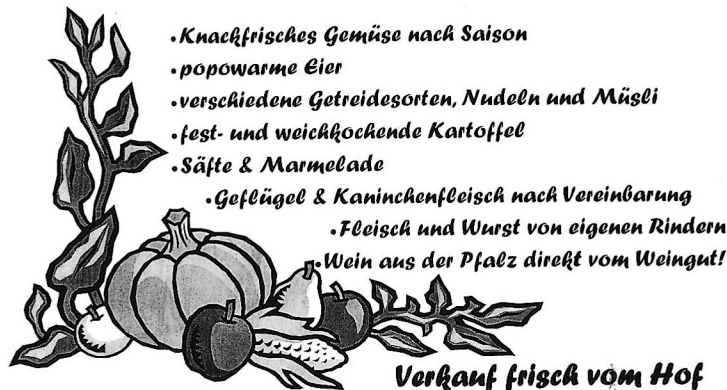 •Knackfrisches Gemüse nach Saison
•popowarme Eier
•verschiedene Getreidesorten, Nudeln und Müsli
•fest- und weichkochende Kartoffel
•Säfte & Marmelade
•Geflügel & Kaninchenfleisch nach Vereinbarung
•Fleisch und Wurst von eigenen Rindern
•Wein aus der Pfalz direkt vom Weingut!
Verkauf frisch vom Hof